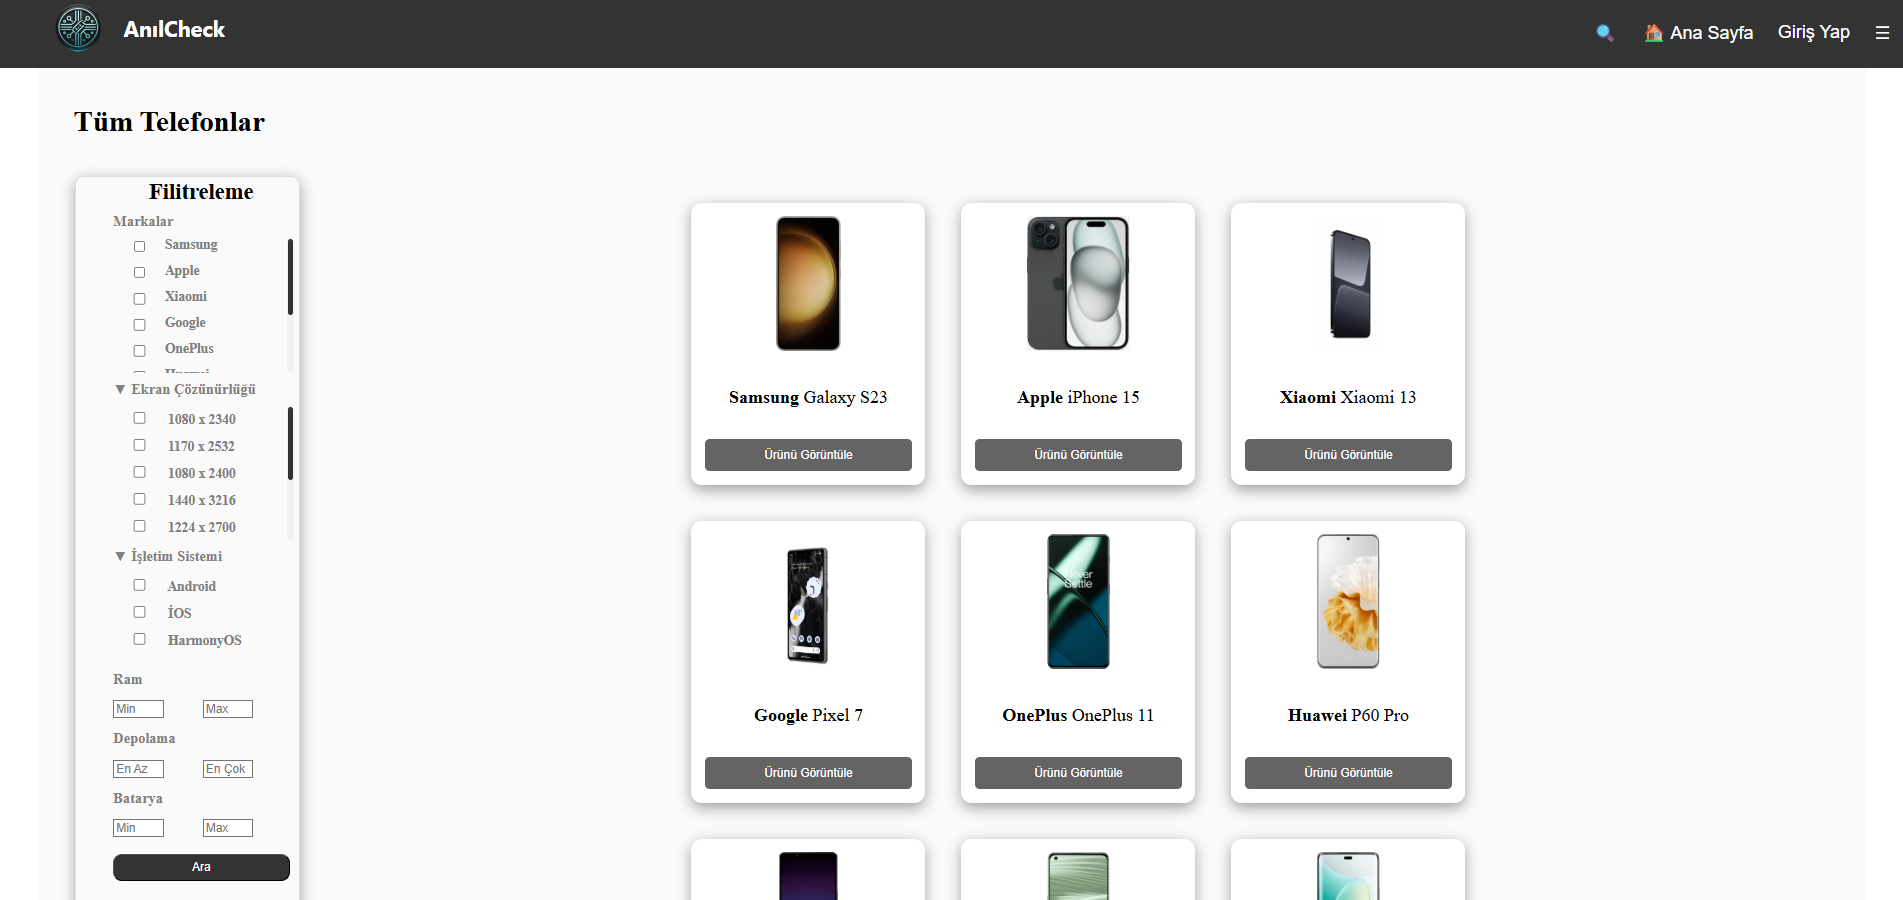 AnılCheck
🏠 Ana Sayfa
Giriş Yap
☰
Tüm Telefonlar
Filitreleme
Markalar
Samsung
Apple
Xiaomi
Google
OnePlus
Huawei
▼ Ekran Çözünürlüğü
1080 x 2340
1170 x 2532
1080 x 2400
1440 x 3216
1224 x 2700
▼ İşletim Sistemi
Android
İOS
HarmonyOS
Ram
Min Max
Depolama
En Az En Çok
Batarya
Min Max
Ara
Samsung Galaxy S23
Ürünü Görüntüle
Apple iPhone 15
Ürünü Görüntüle
Xiaomi Xiaomi 13
Ürünü Görüntüle
Google Pixel 7
Ürünü Görüntüle
Never
Settle
OnePlus OnePlus 11
Ürünü Görüntüle
Huawei P60 Pro
Ürünü Görüntüle